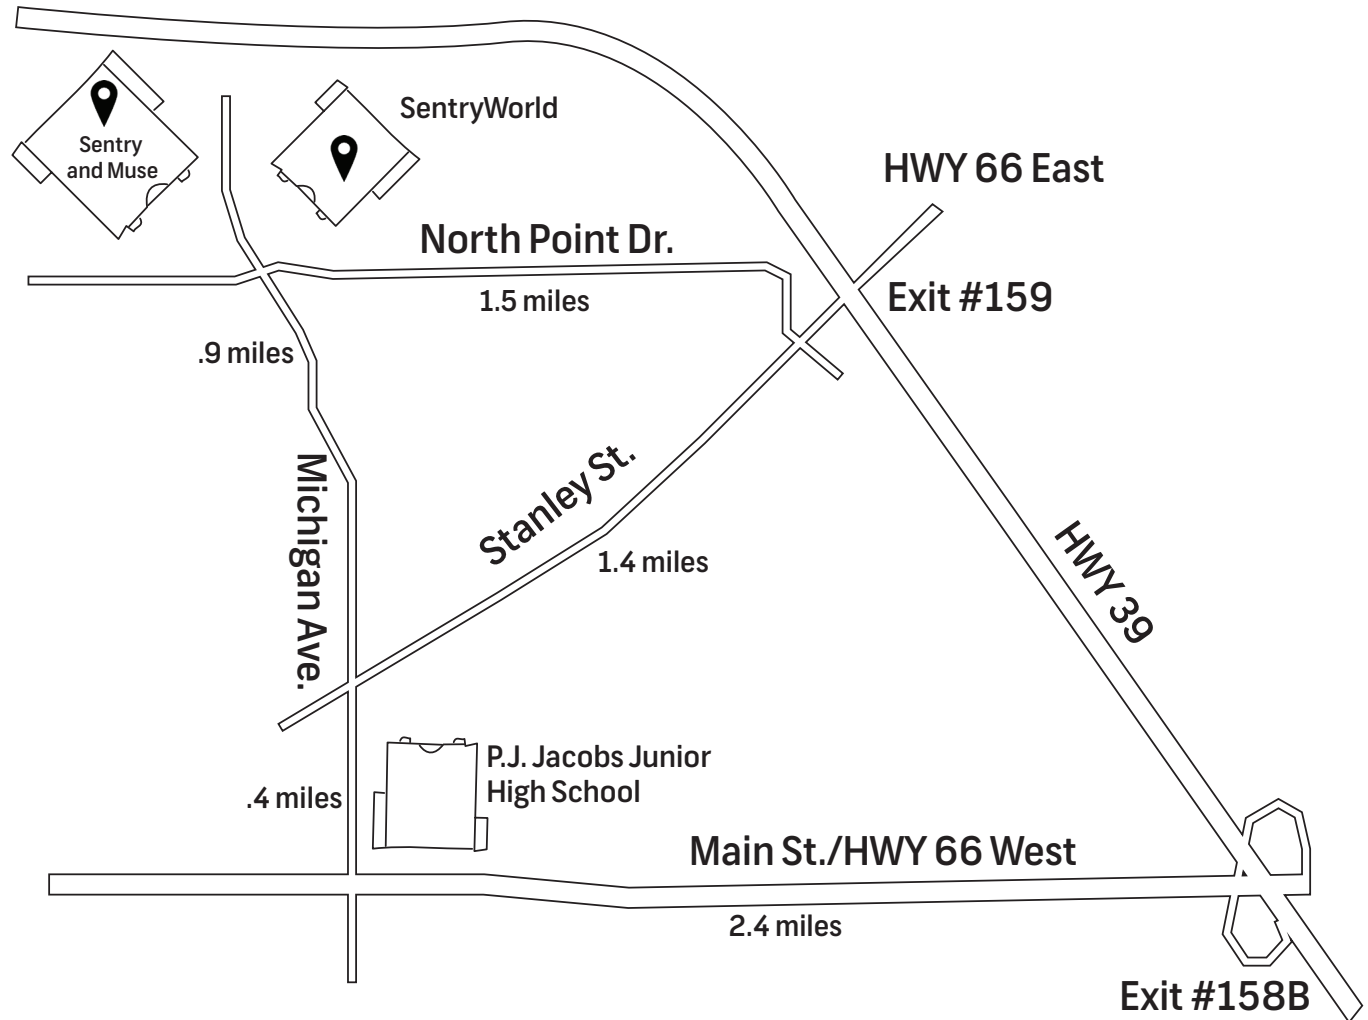 SentryWorld
Sentry
and Muse
HWY 66 East
North Point Dr.
1.5 miles
Exit #159
.9 miles
Michigan Ave.
Stanley St.
1.4 miles
HWY 39
P.J. Jacobs Junior
High School
.4 miles
Main St./HWY 66 West
2.4 miles
Exit #158B